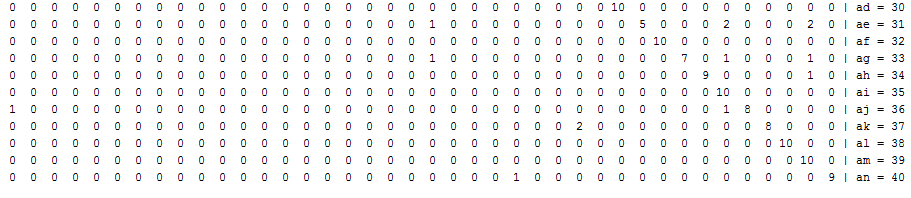 0 0 0 0 0 0 0 0 0 0 0 0 0 0 0 0 0 0 0 0 0 0 0 0 0 0 0 0 0 10 0 0 0 0 0 0 0 0 0 0 | ad = 30
0 0 0 0 0 0 0 0 0 0 0 0 0 0 0 0 0 0 0 0 1 0 0 0 0 0 0 0 0 0 5 0 0 0 2 0 0 0 2 0 | ae = 31
0 0 0 0 0 0 0 0 0 0 0 0 0 0 0 0 0 0 0 0 0 0 0 0 0 0 0 0 0 0 0 10 0 0 0 0 0 0 0 0 | af = 32
0 0 0 0 0 0 0 0 0 0 0 0 0 0 0 0 0 0 0 0 1 0 0 0 0 0 0 0 0 0 0 0 7 0 1 0 0 0 1 0 | ag = 33
0 0 0 0 0 0 0 0 0 0 0 0 0 0 0 0 0 0 0 0 0 0 0 0 0 0 0 0 0 0 0 0 0 9 0 0 0 0 1 0 | ah = 34
0 0 0 0 0 0 0 0 0 0 0 0 0 0 0 0 0 0 0 0 0 0 0 0 0 0 0 0 0 0 0 0 0 0 10 0 0 0 0 0 | ai = 35
1 0 0 0 0 0 0 0 0 0 0 0 0 0 0 0 0 0 0 0 0 0 0 0 0 0 0 0 0 0 0 0 0 0 1 8 0 0 0 0 | aj = 36
0 0 0 0 0 0 0 0 0 0 0 0 0 0 0 0 0 0 0 0 0 0 0 0 0 0 0 2 0 0 0 0 0 0 0 0 8 0 0 0 | ak = 37
0 0 0 0 0 0 0 0 0 0 0 0 0 0 0 0 0 0 0 0 0 0 0 0 0 0 0 0 0 0 0 0 0 0 0 0 0 10 0 0 | al = 38
0 0 0 0 0 0 0 0 0 0 0 0 0 0 0 0 0 0 0 0 0 0 0 0 0 0 0 0 0 0 0 0 0 0 0 0 0 0 10 0 | am = 39
0 0 0 0 0 0 0 0 0 0 0 0 0 0 0 0 0 0 0 0 0 0 0 0 1 0 0 0 0 0 0 0 0 0 0 0 0 0 0 9 | an = 40